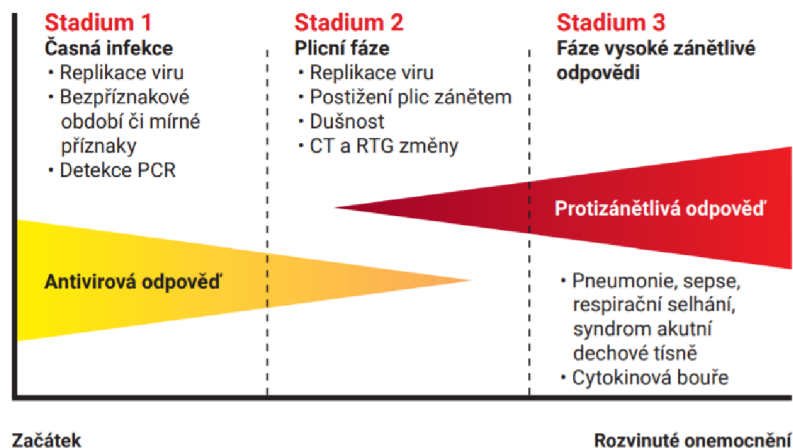 Stadium 1
Časná infekce
• Replikace viru
• Bezpříznakové
období či mírné
příznaky
• Detekce PCR
Stadium 2
Plicní fáze
• Replikace viru
• Postižení plic zánětem
• Dušnost
• CT a RTG změny
Stadium 3
Fáze vysoké zánětlivé
odpovědi
Antivirová odpověď
Protizánětlivá odpověď
• Pneumonie, sepse,
respirační selhání,
syndrom akutní
dechové tísně
• Cytokinová bouře
Začátek
Rozvinuté onemocnění